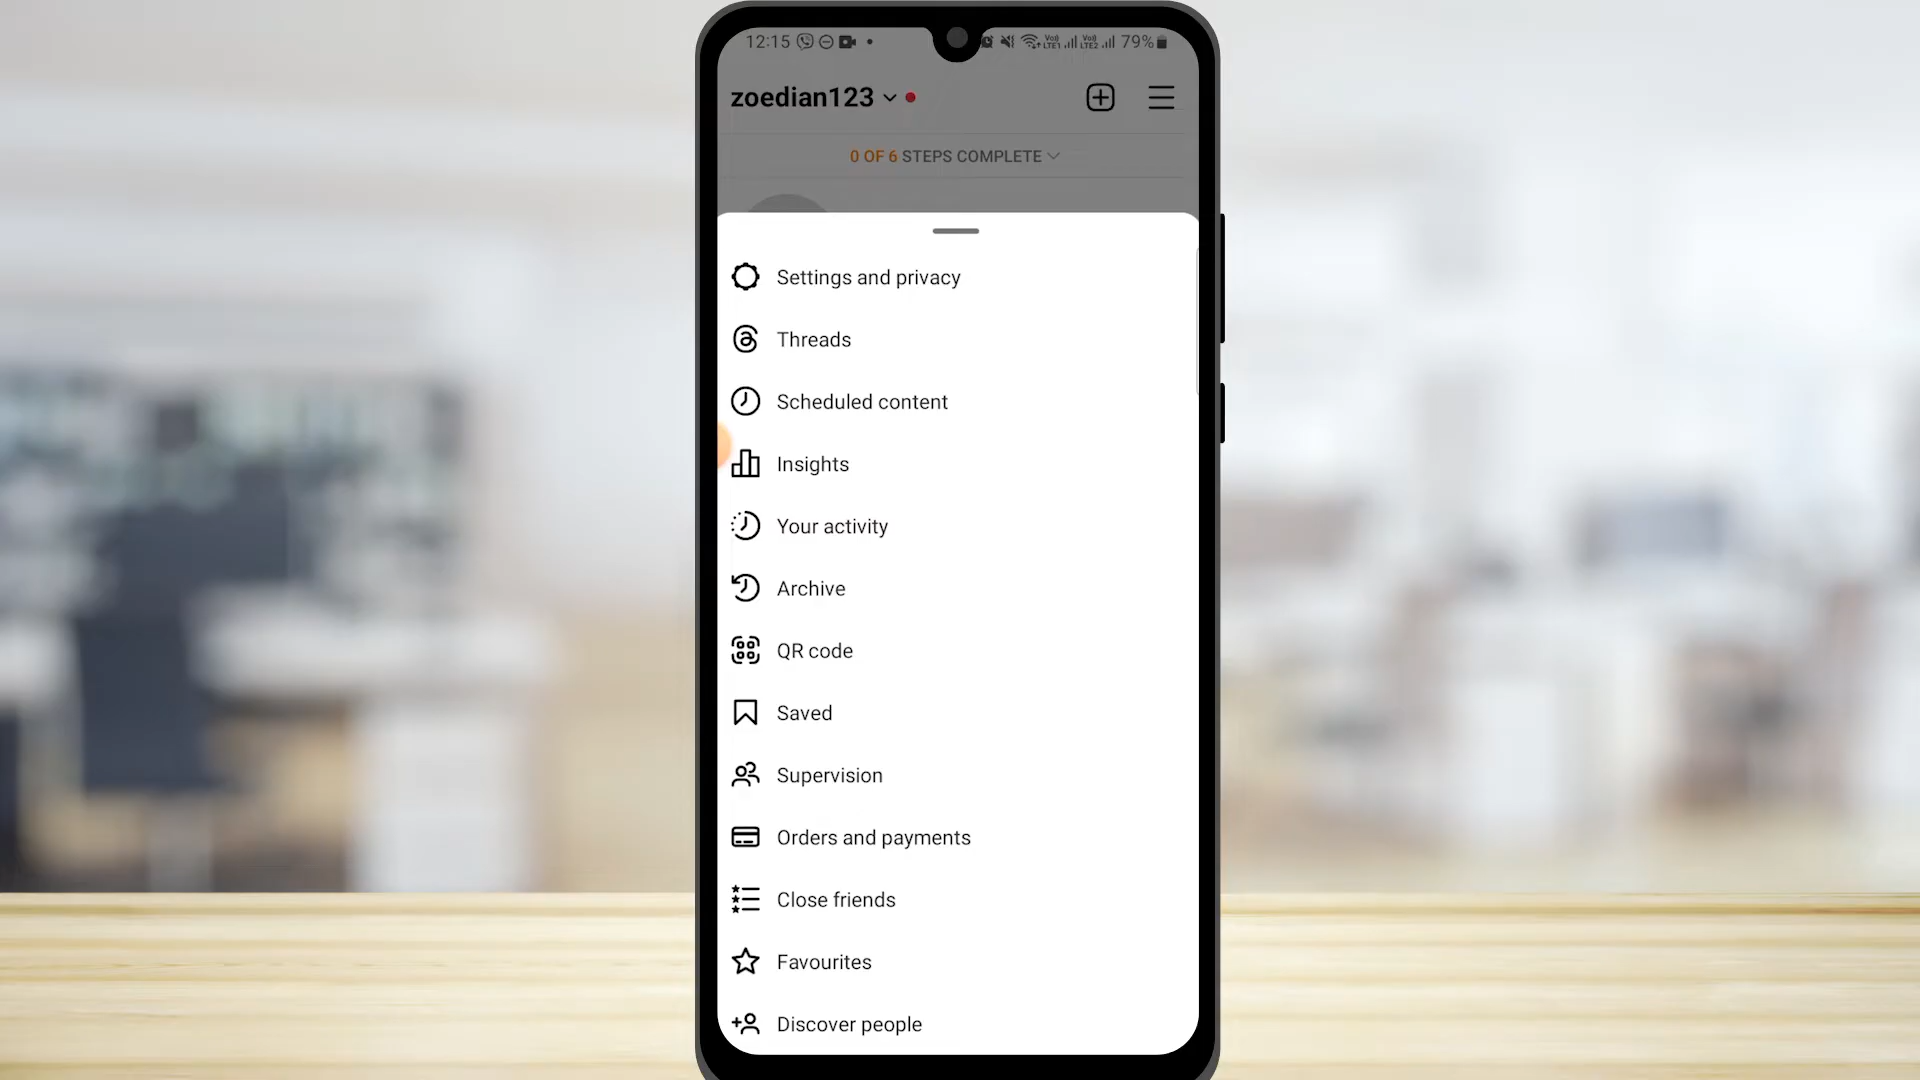 12:15 79%
zoedian123
0 OF 6 STEPS COMPLETE
Settings and privacy
Threads
Scheduled content
Insights
Your activity
Archive
QR code
Saved
Supervision
Orders and payments
Close friends
Favourites
Discover people